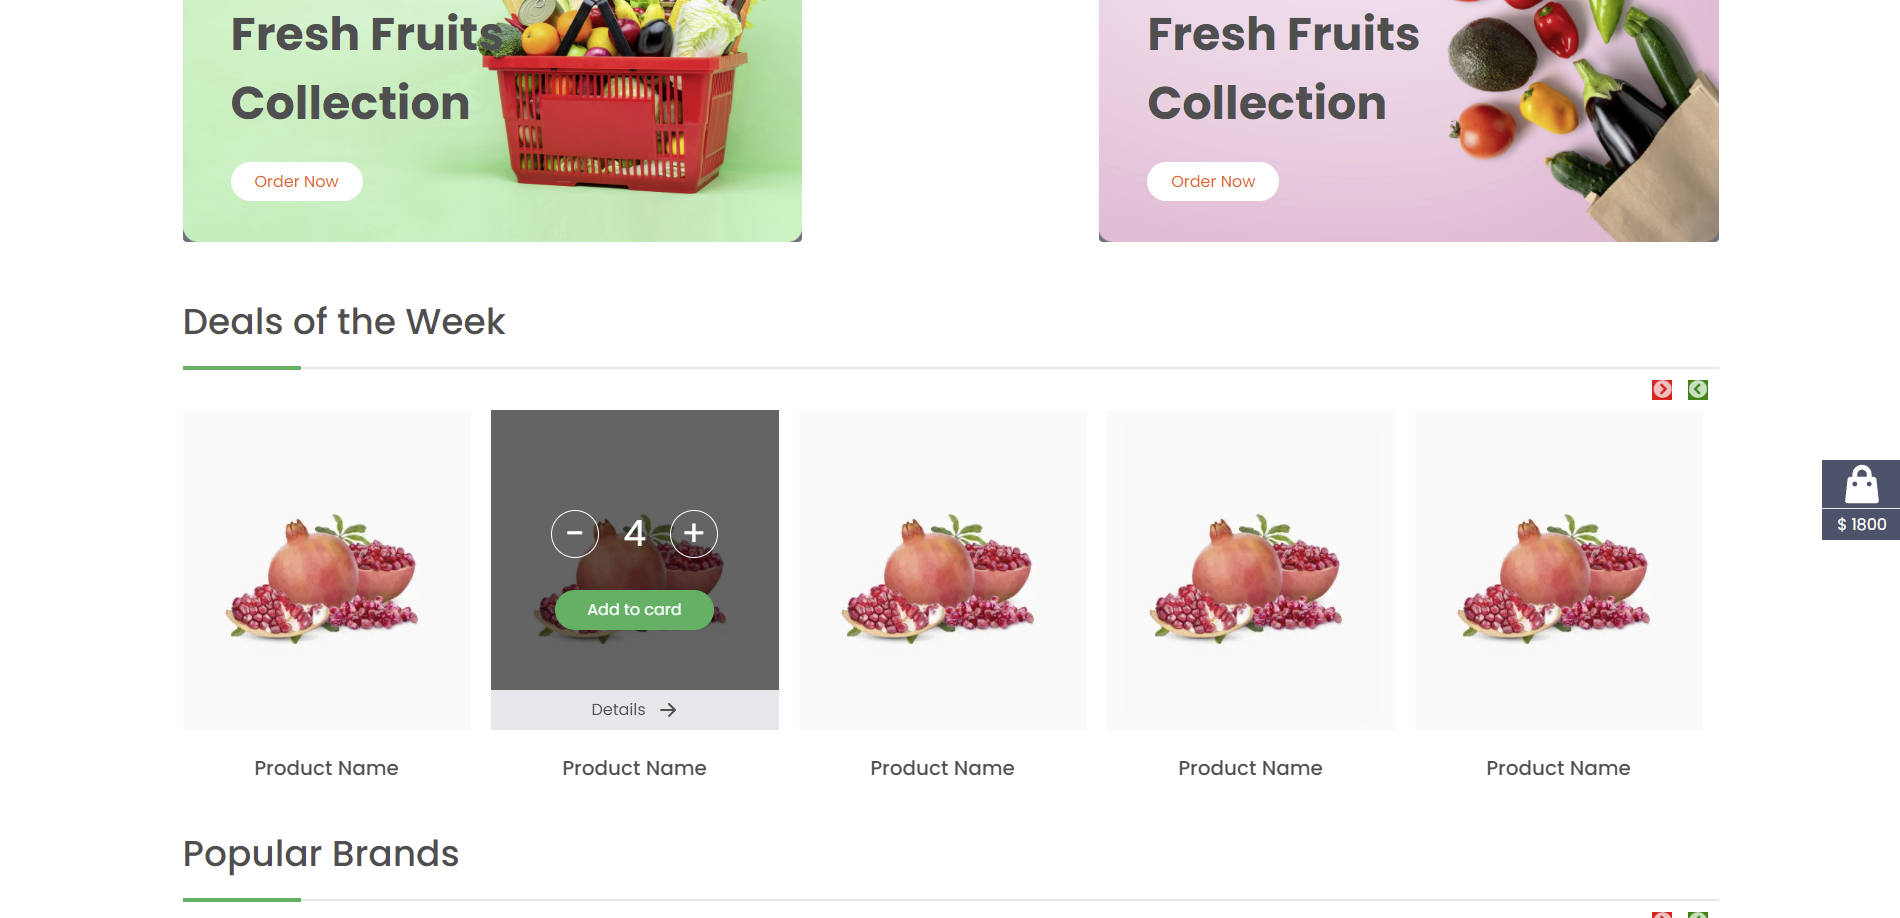 Fresh Fruits
Collection
Order Now
Fresh Fruits
Collection
Order Now
Deals of the Week
$ 1800
- 4 +
Add to card
Details →
Product Name
Product Name
Product Name
Product Name
Product Name
Popular Brands